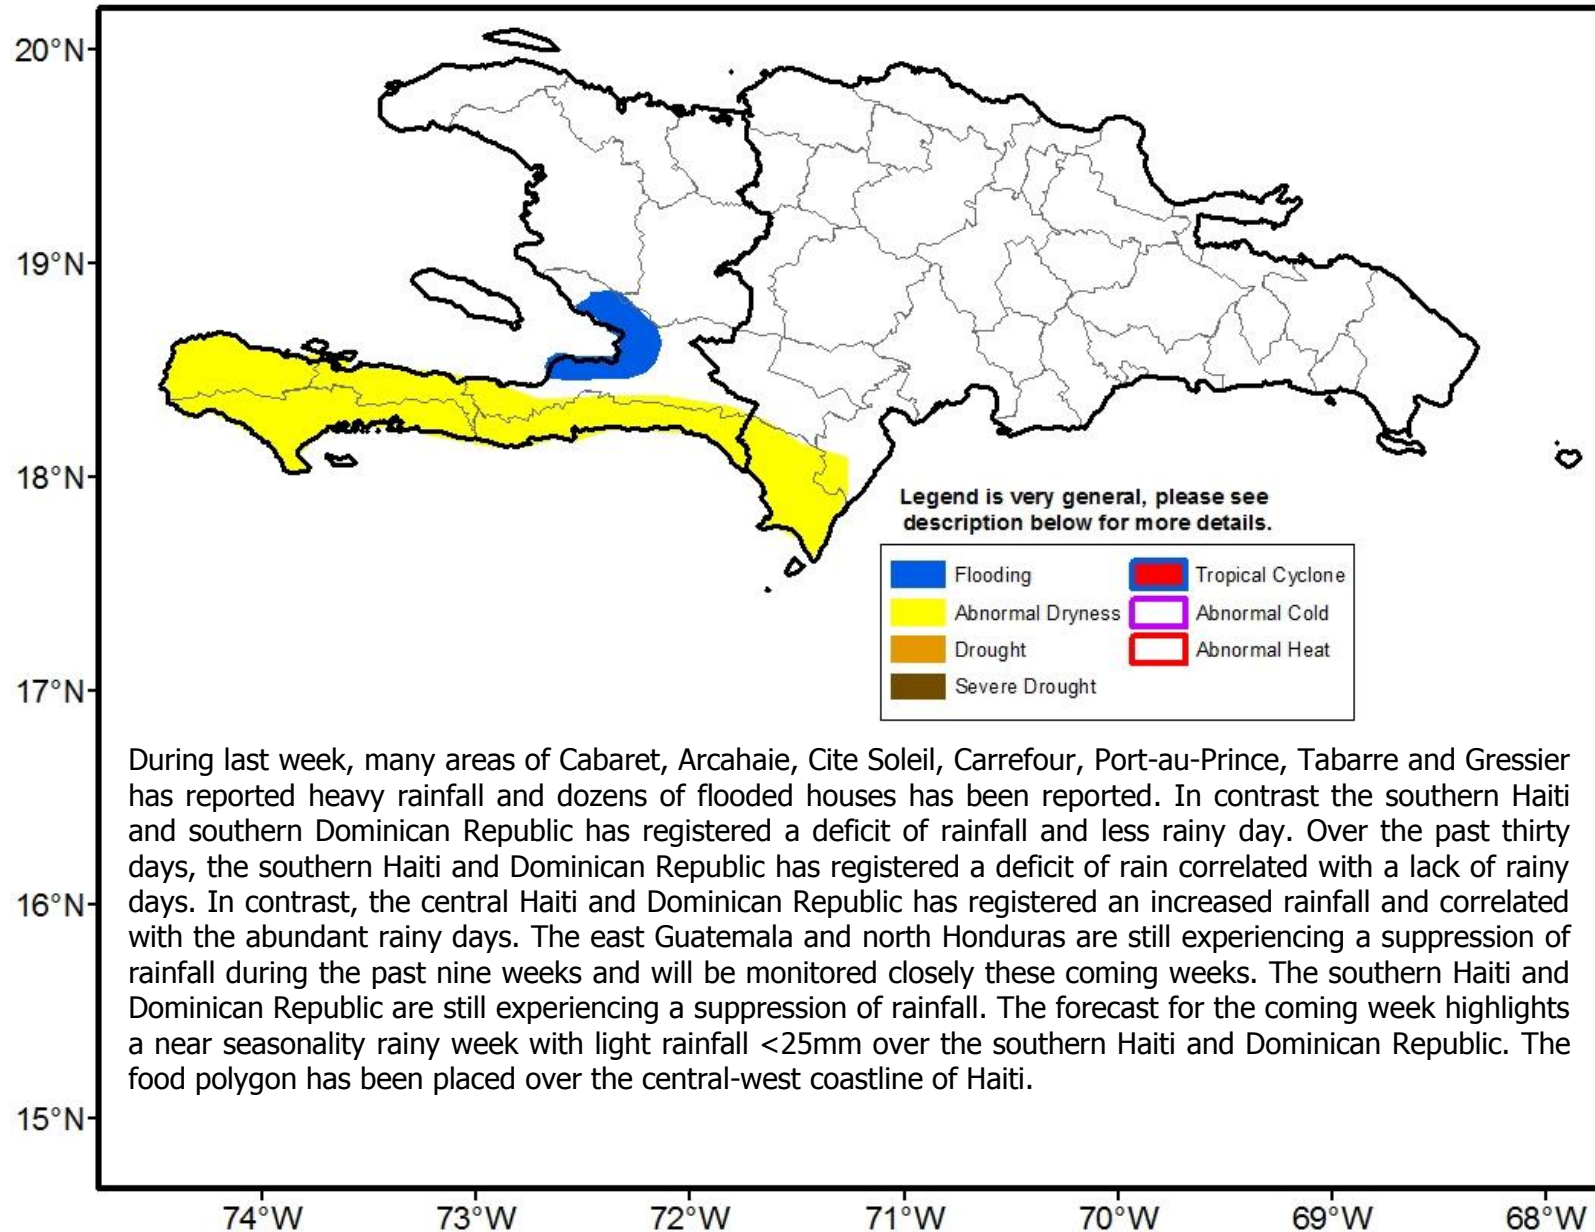 20°N
19°N
18°N
17°N
16°N
15°N
Legend is very general, please see
description below for more details.
Flooding
Tropical Cyclone
Abnormal Dryness
Abnormal Cold
Drought
Abnormal Heat
Severe Drought
During last week, many areas of Cabaret, Arcahaie, Cite Soleil, Carrefour, Port-au-Prince, Tabarre and Gressier
has reported heavy rainfall and dozens of flooded houses has been reported. In contrast the southern Haiti
and southern Dominican Republic has registered a deficit of rainfall and less rainy day. Over the past thirty
days, the southern Haiti and Dominican Republic has registered a deficit of rain correlated with a lack of rainy
days. In contrast, the central Haiti and Dominican Republic has registered an increased rainfall and correlated
with the abundant rainy days. The east Guatemala and north Honduras are still experiencing a suppression of
rainfall during the past nine weeks and will be monitored closely these coming weeks. The southern Haiti and
Dominican Republic are still experiencing a suppression of rainfall. The forecast for the coming week highlights
a near seasonality rainy week with light rainfall <25mm over the southern Haiti and Dominican Republic. The
food polygon has been placed over the central-west coastline of Haiti.
74°W
73°W
72°W
71°W
70°W
69°W
68°W